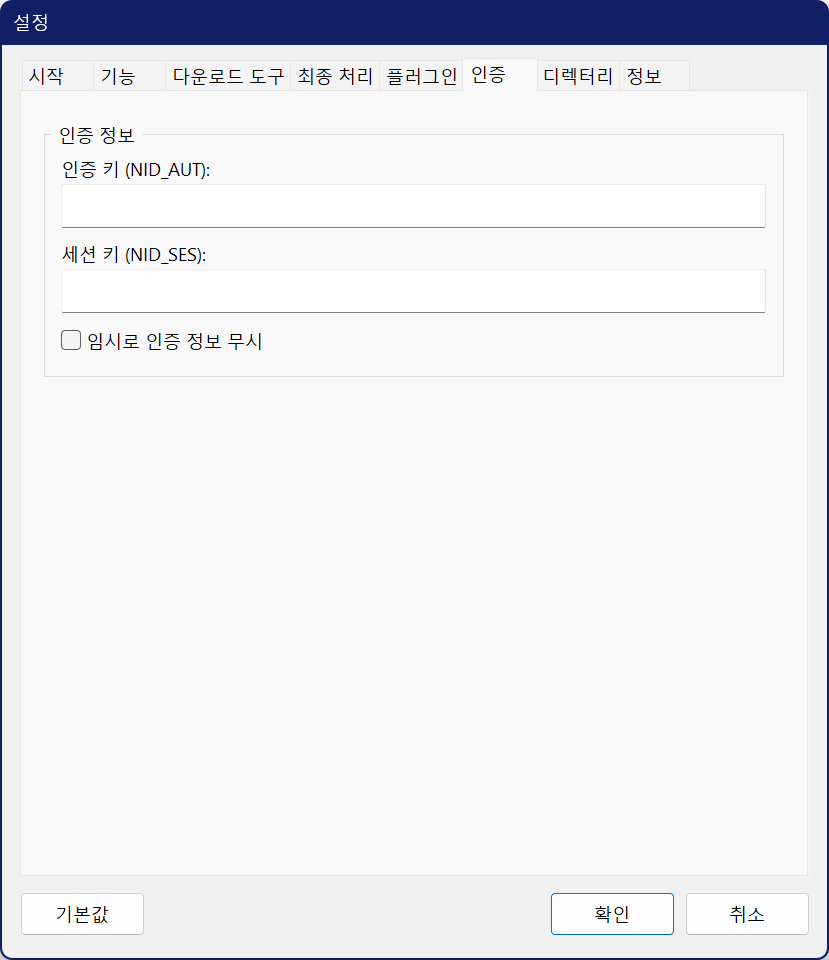 설정
시작 기능 다운로드 도구 최종 처리 플러그인 인증 디렉터리 정보
인증 정보
인증 키 (NID_AUT):
세션 키 (NID_SES):
임시로 인증 정보 무시
기본값 확인 취소